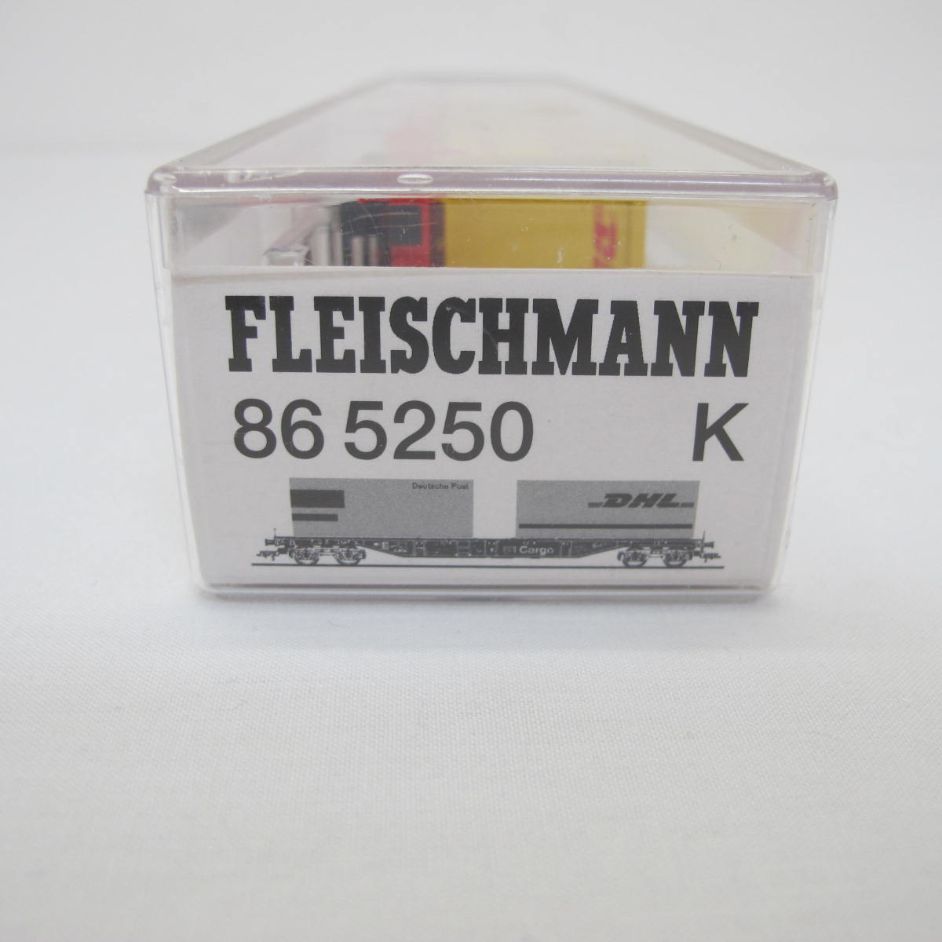 FLEISCHMANN
86 5250 K
Deutsche Post
DHL
Cargo